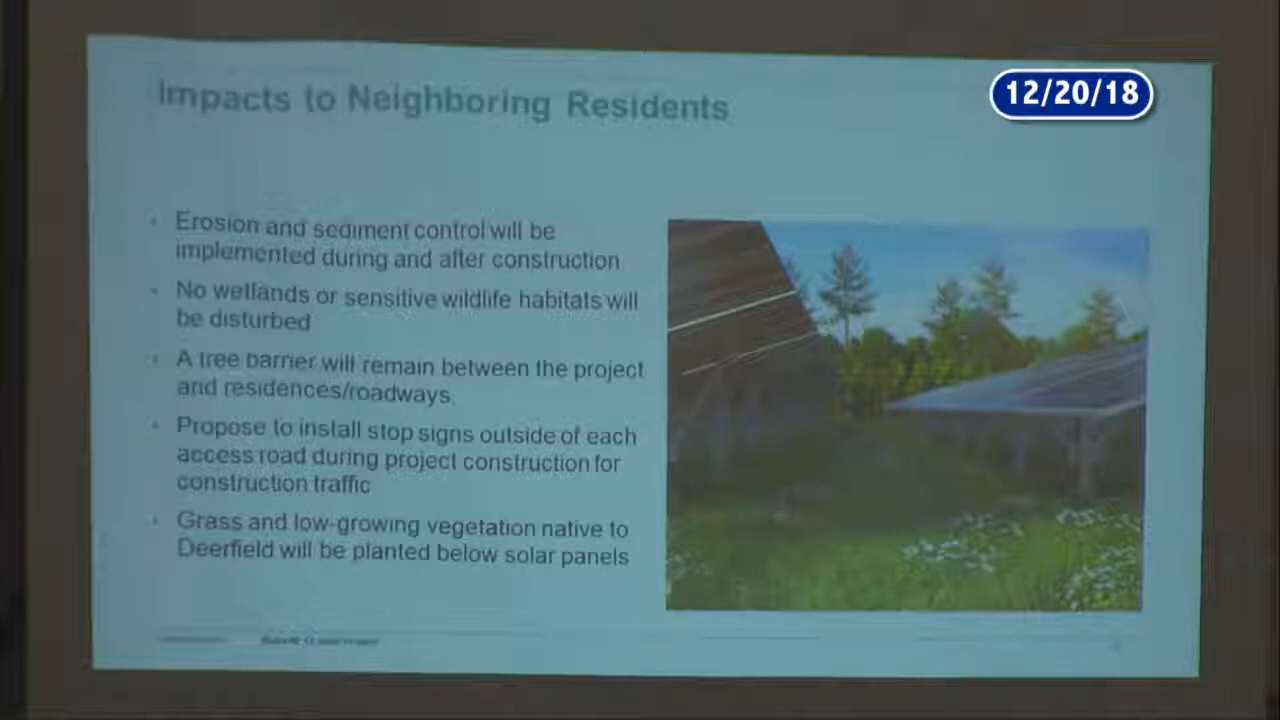 Impacts to Neighboring Residents
12/20/18
Erosion and sediment control will be
implemented during and after construction
No wetlands or sensitive wildlife habitats will
be disturbed
A tree barrier will remain between the project
and residences/roadways.
Propose to install stop signs outside of each
access road during project construction for
construction traffic
Grass and low-growing vegetation native to
Deerfield will be planted below solar panels